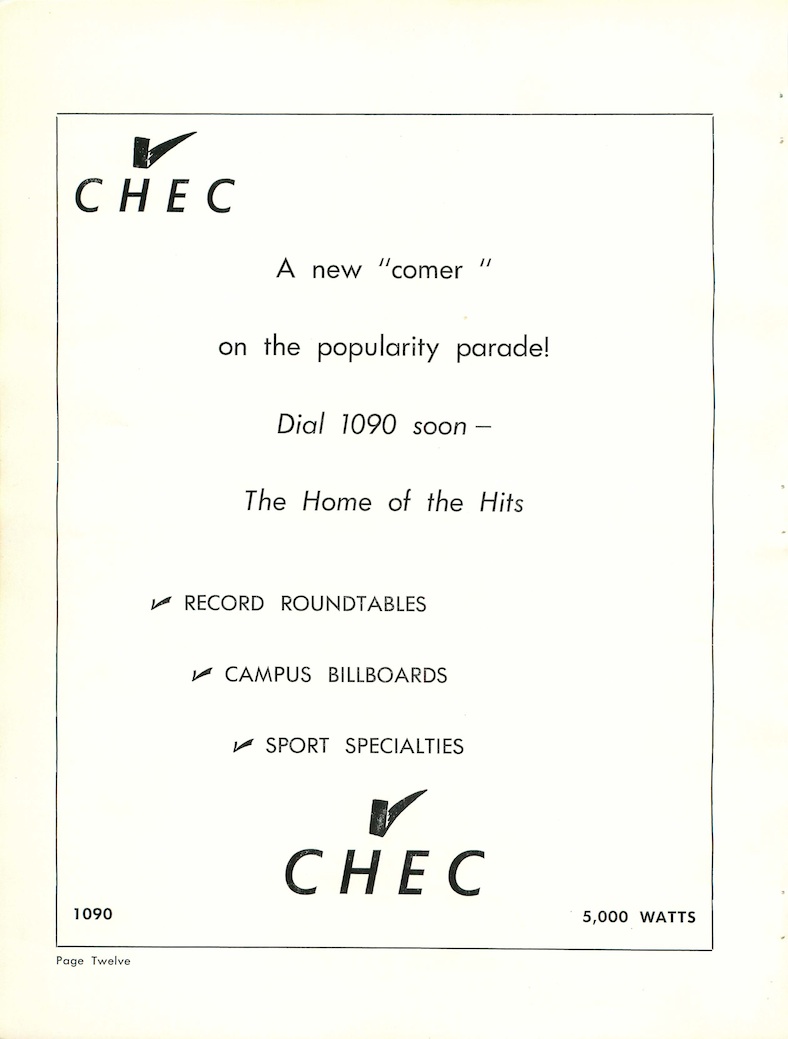 CHEC
A new "comer "
on the popularity parade!
Dial 1090 soon –
The Home of the Hits
RECORD ROUNDTABLES
CAMPUS BILLBOARDS
SPORT SPECIALTIES
CHEC
1090
5,000 WATTS
Page Twelve